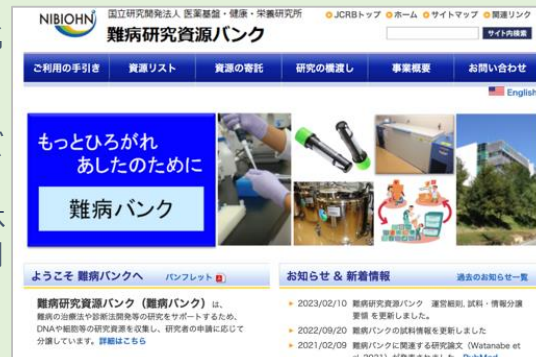 NIBIOHN
国立研究開発法人 医薬基盤・健康・栄養研究所
難病研究資源バンク
JCRBトップ ホーム サイトマップ 関連リンク
サイト内検索
ご利用の手引き 資源リスト 資源の寄託 研究の橋渡し 事業概要 お問い合わせ
English
もっとひろがれ
あしたのために
難病バンク
ようこそ 難病バンクへ パンフレット
難病研究資源バンク（難病バンク）は、
難病の治療法や診断法開発等の研究をサポートするため、
DNAや細胞等の研究資源を収集し、研究者の申請に応じて
分譲しています。詳細はこちら
お知らせ & 新着情報 過去のお知らせ一覧
2023/02/10 難病研究資源バンク 運営細則, 試料・情報分譲
要領 を更新しました。
2022/09/20 難病バンクの試料情報を更新しました
2021/02/09 難病バンクに関連する研究論文（Watanabe et
al. 2021）が発表されました PubMed